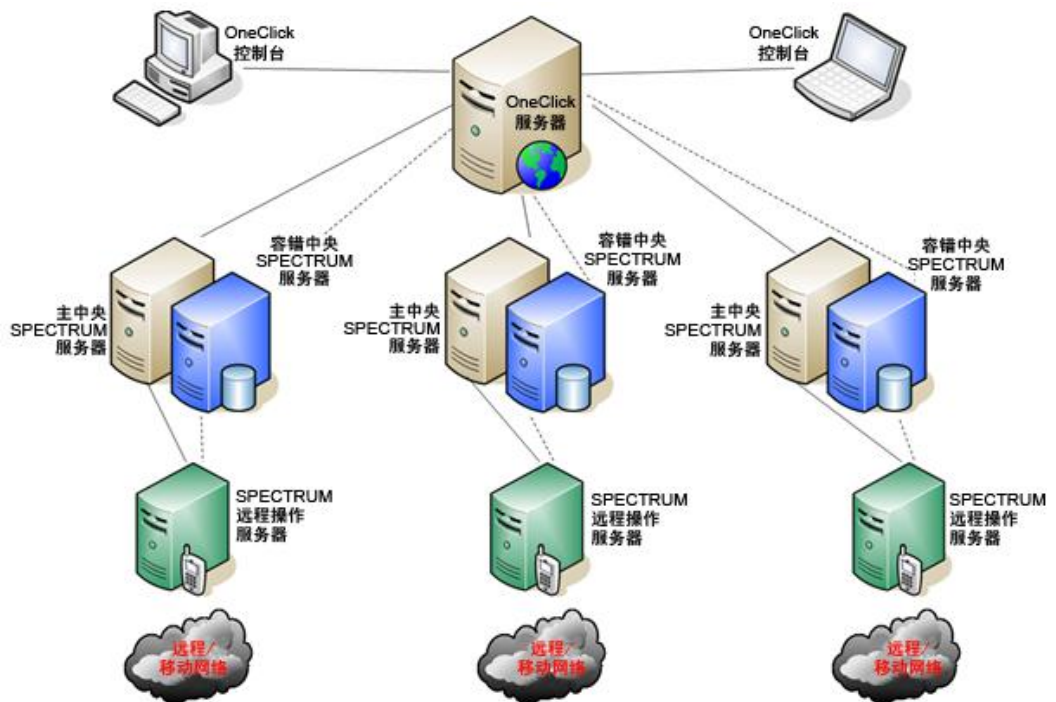 OneClick
控制台
OneClick
控制台
OneClick
服务器
容错中央
SPECTRUM
服务器
主中央
SPECTRUM
服务器
容错中央
SPECTRUM
服务器
主中央
SPECTRUM
服务器
容错中央
SPECTRUM
服务器
主中央
SPECTRUM
服务器
SPECTRUM
远程操作
服务器
SPECTRUM
远程操作
服务器
SPECTRUM
远程操作
服务器
远程/
移动网络
远程/
移动网络
远程/
移动网络